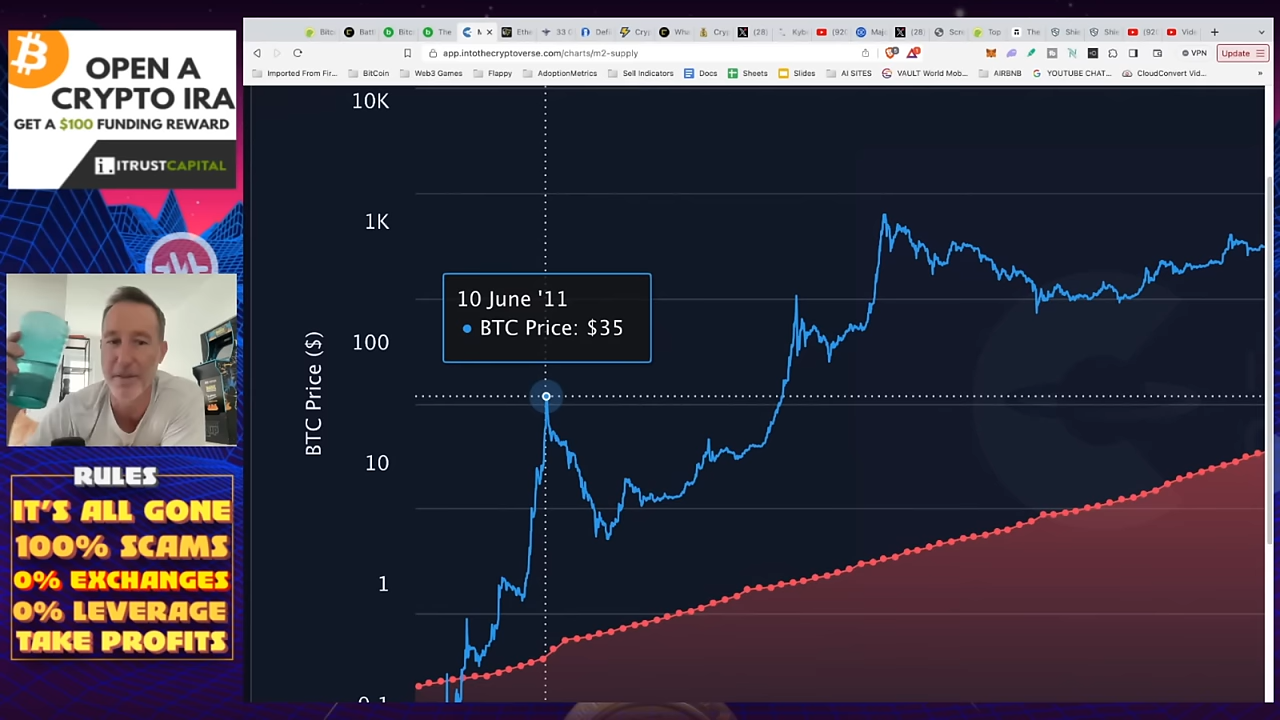 OPEN A
CRYPTO IRA
GET A $100 FUNDING REWARD
ITRUSTCAPITAL
RULES
IT'S ALL GONE
100% SCAMS
0% EXCHANGES
0% LEVERAGE
TAKE PROFITS
app.intothecryptoverse.com/charts/m2-supply
VPN
Update
Imported From Fir...
BitCoin
Web3 Games
Flappy
AdoptionMetrics
Sell Indicators
Docs
Sheets
Slides
AI SITES
VAULT World Mob...
AIRBNB
YOUTUBE CHAT...
CloudConvert Vid...
10K
1K
100
10
1
0.1
BTC Price ($)
10 June '11
BTC Price: $35